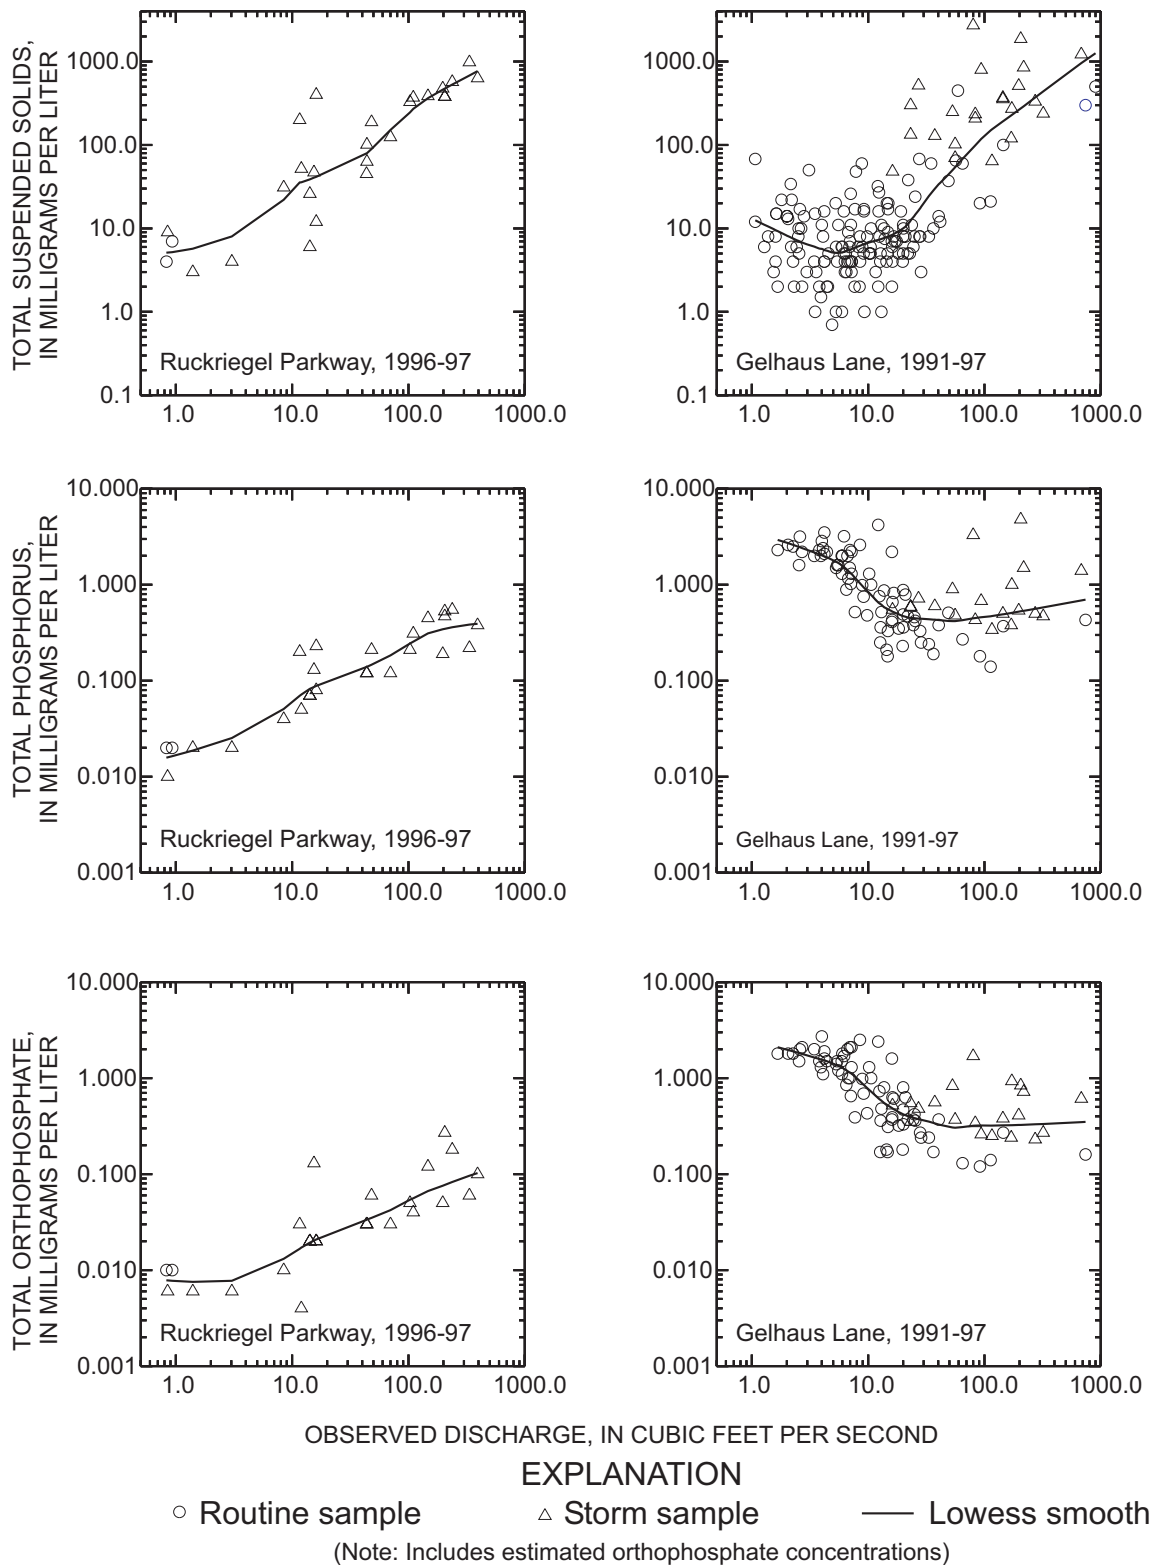 TOTAL SUSPENDED SOLIDS,
IN MILLIGRAMS PER LITER
1000.0
100.0
10.0
1.0
0.1
Ruckriegel Parkway, 1996-97
1.0 10.0 100.0 1000.0
1000.0
100.0
10.0
1.0
0.1
Gelhaus Lane, 1991-97
1.0 10.0 100.0 1000.0
TOTAL PHOSPHORUS,
IN MILLIGRAMS PER LITER
10.000
1.000
0.100
0.010
0.001
Ruckriegel Parkway, 1996-97
1.0 10.0 100.0 1000.0
10.000
1.000
0.100
0.010
0.001
Gelhaus Lane, 1991-97
1.0 10.0 100.0 1000.0
TOTAL ORTHOPHOSPHATE,
IN MILLIGRAMS PER LITER
10.000
1.000
0.100
0.010
0.001
Ruckriegel Parkway, 1996-97
1.0 10.0 100.0 1000.0
10.000
1.000
0.100
0.010
0.001
Gelhaus Lane, 1991-97
1.0 10.0 100.0 1000.0
OBSERVED DISCHARGE, IN CUBIC FEET PER SECOND
EXPLANATION
Routine sample Storm sample Lowess smooth
(Note: Includes estimated orthophosphate concentrations)